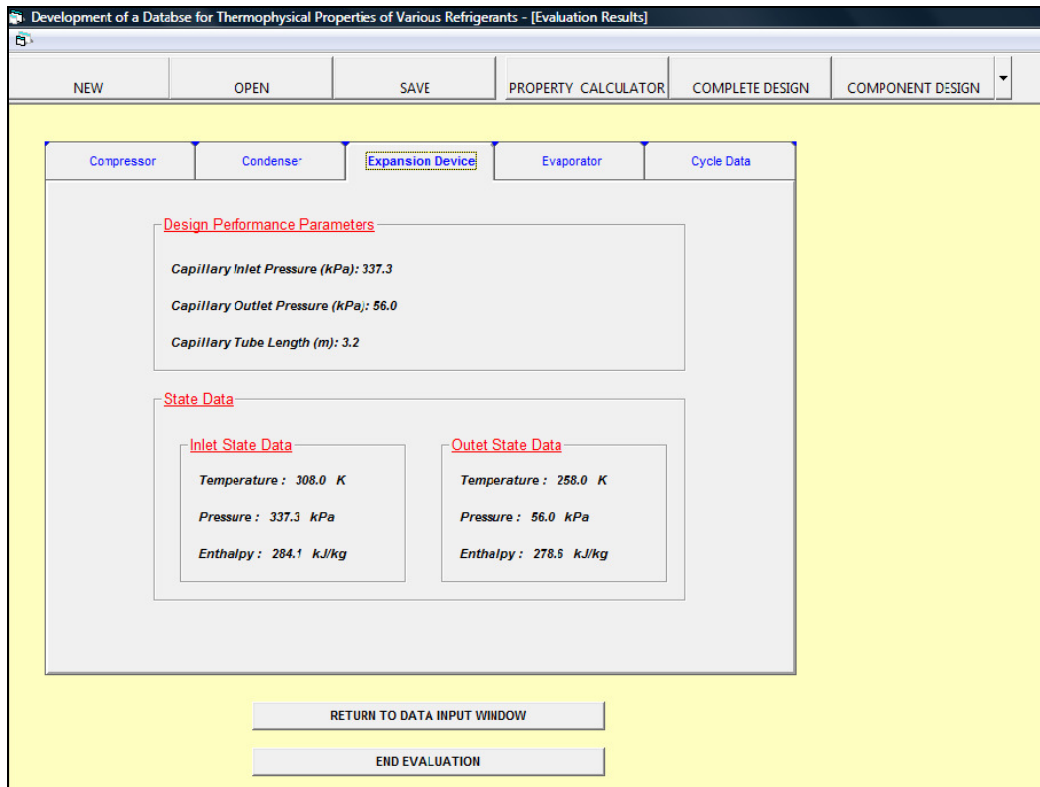 Development of a Databse for Thermophysical Properties of Various Refrigerants - [Evaluation Results]
NEW OPEN SAVE PROPERTY CALCULATOR COMPLETE DESIGN COMPONENT DESIGN
Compressor Condenser Expansion Device Evaporator Cycle Data
Design Performance Parameters
Capillary Inlet Pressure (kPa): 337.3
Capillary Outlet Pressure (kPa): 56.0
Capillary Tube Length (m): 3.2
State Data
Inlet State Data
Temperature : 308.0 K
Pressure : 337.3 kPa
Enthalpy : 284.1 kJ/kg
Outet State Data
Temperature : 258.0 K
Pressure : 56.0 kPa
Enthalpy : 278.6 kJ/kg
RETURN TO DATA INPUT WINDOW
END EVALUATION